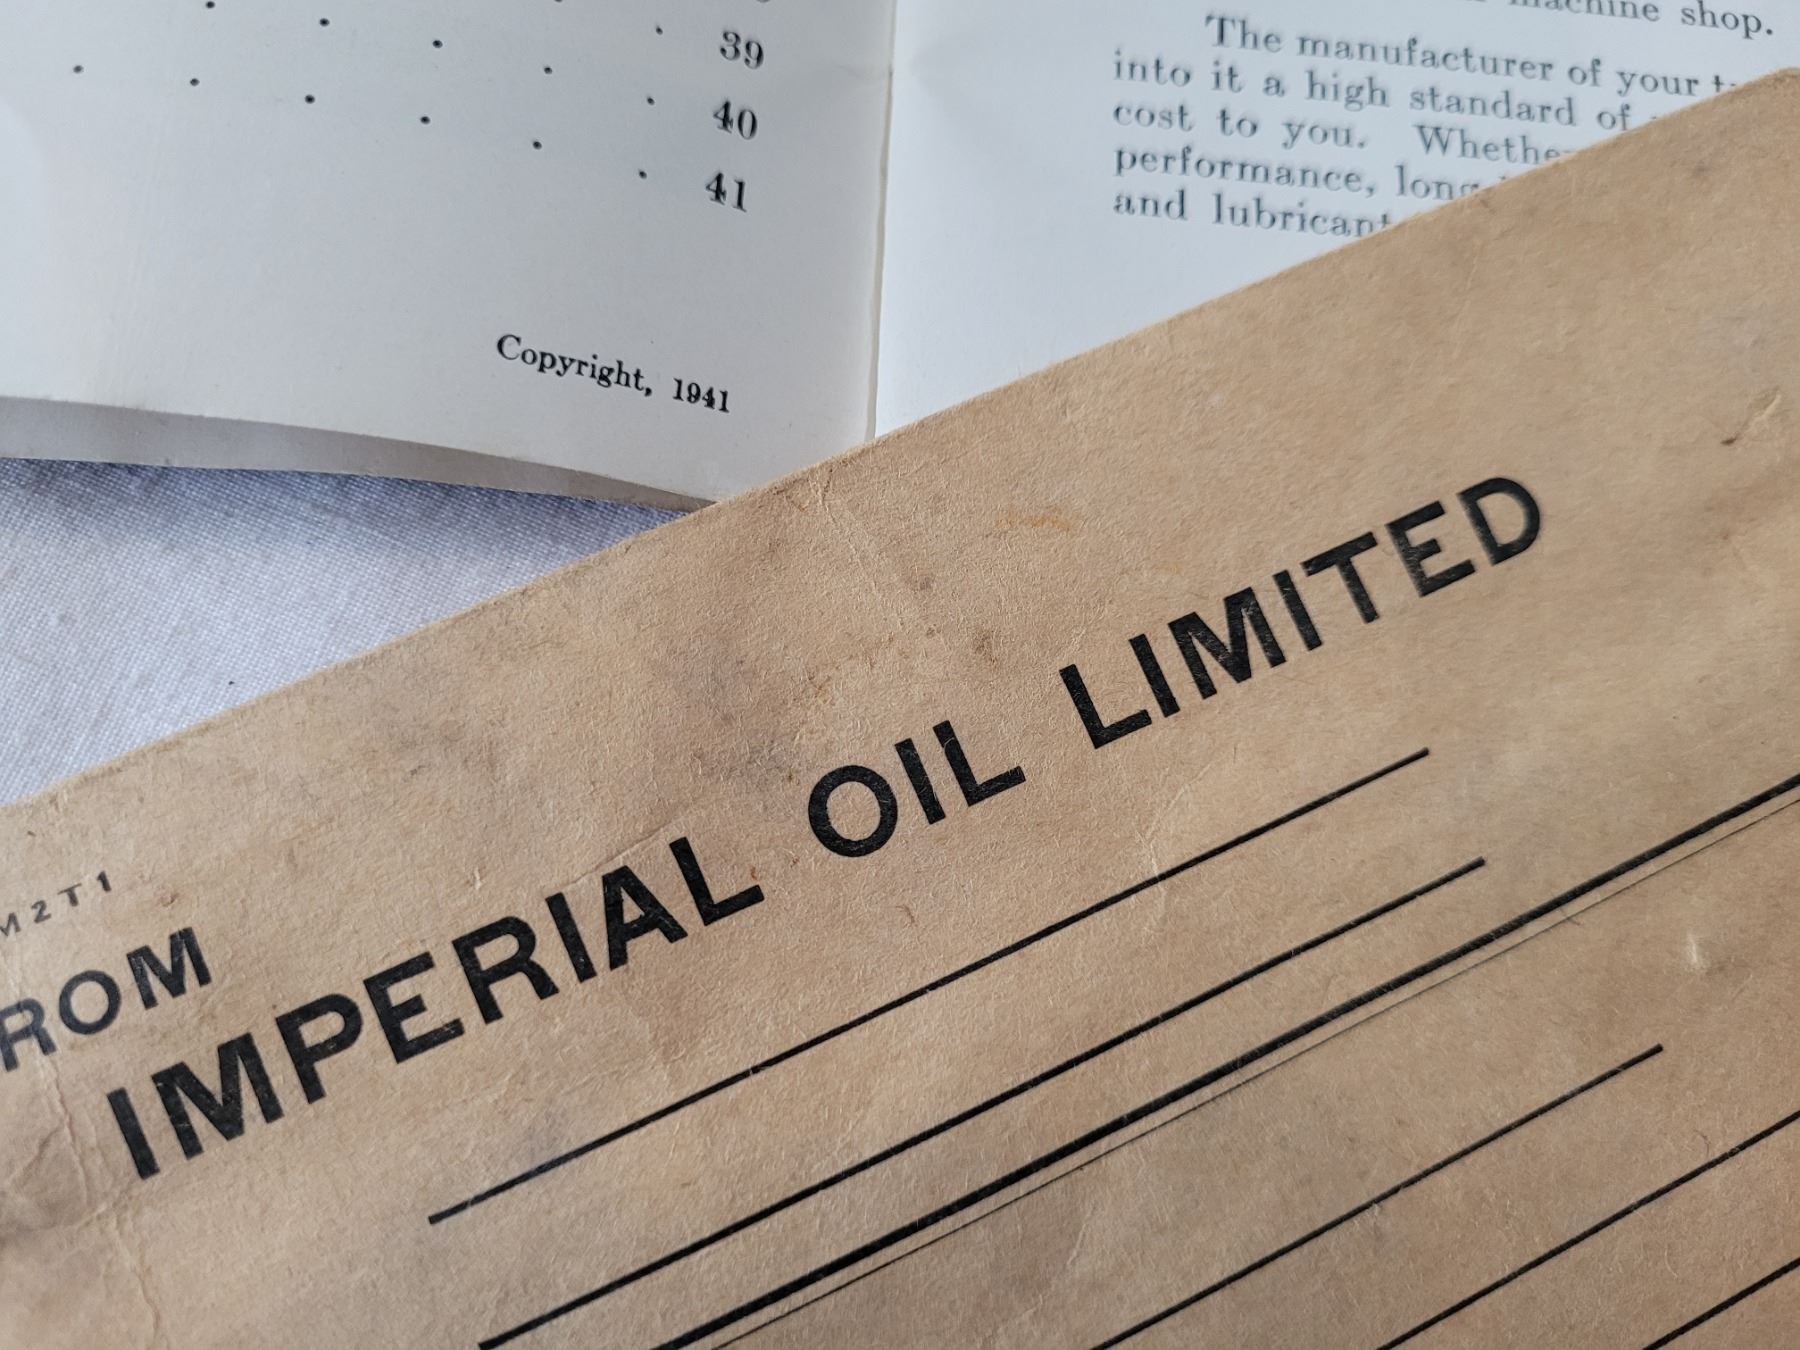 39
40
41
Copyright, 1941
machine shop.
The manufacturer of your
into it a high standard of
cost to you. Whether
performance, long
and lubricant
M2T1
ROM
IMPERIAL OIL LIMITED